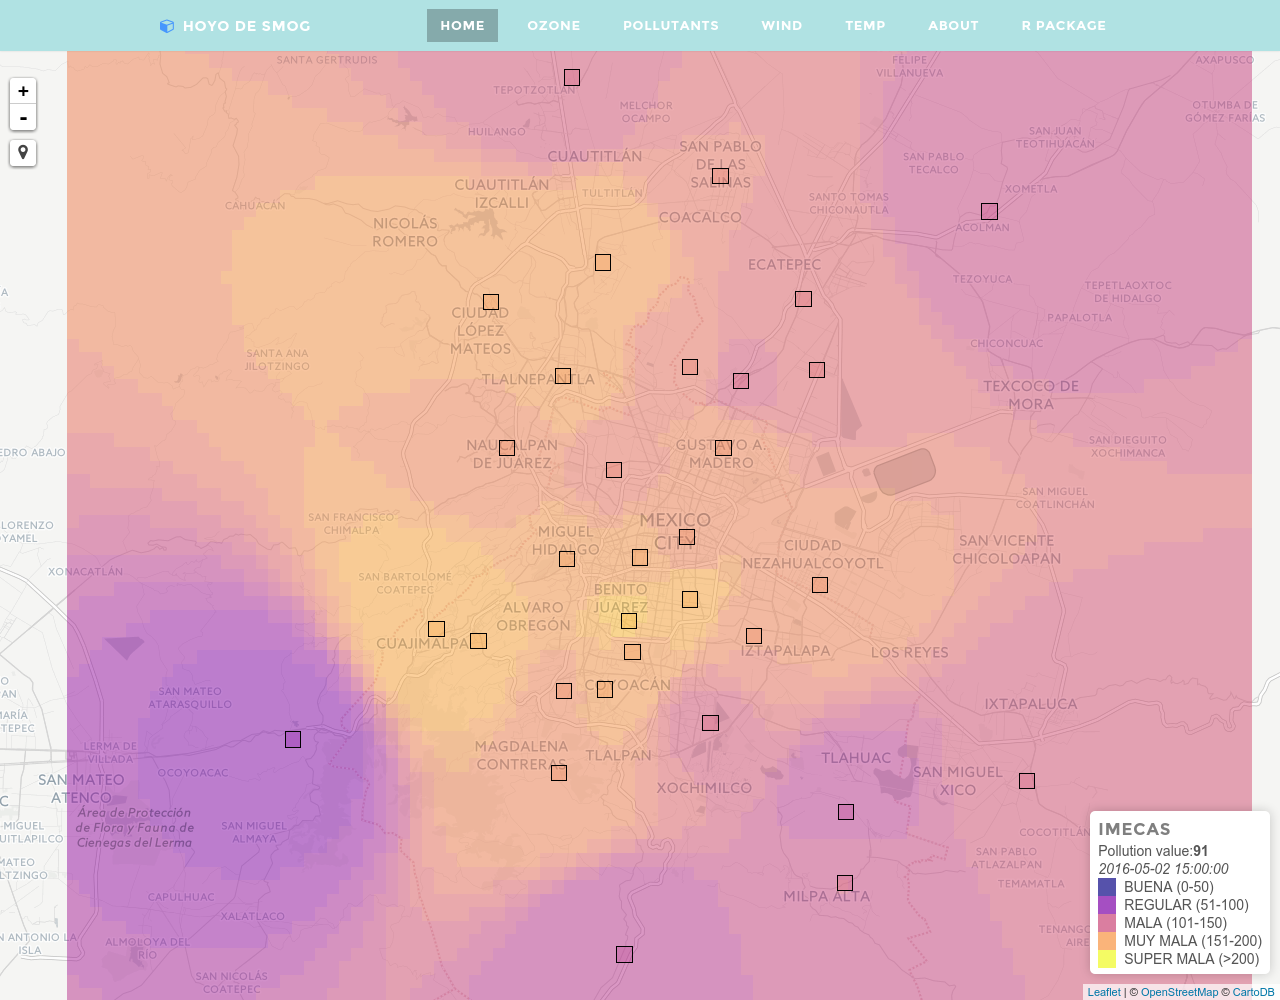 HOYO DE SMOG HOME OZONE POLLUTANTS WIND TEMP ABOUT R PACKAGE
SANTA GERTRUDIS
FELIPE
VILLANUEVA
AXAPUSCO
+
-
TEPOTZOTLÁN
MELCHOR
OCAMPO
OTUMBA DE
GÓMEZ FARÍAS
HUILANGO
SAN JUAN
TEOTIHUACÁN
CUAUTITLÁN
SAN PABLO
DE LAS
SALINAS
SAN PABLO
TECALCO
CUAUTITLÁN
IZCALLI
TULTITLÁN
XOMETLA
CAHUACÁN
NICOLÁS
ROMERO
COACALCO
SANTO TOMAS
CHICONAUTLA
ACOLMAN
ECATEPEC
TEZOYUCA
TEPETLAOXTOC
DE HIDALGO
A
CIUDAD
LÓPEZ
MATEOS
PAPALOTLA
SANTA ANA
JILOTZINGO
CHICONCUAC
TLALNEPANTLA
TEXCOCO DE
MORA
EDRO ABAJO
NAUCALPAN
DE JUÁREZ
GUSTAVO A.
MADERO
SAN DIEGUITO
XOCHIMANCA
SAN MIGUEL
COATLINCHÁN
LORENZO
OYAMEL
SAN FRANCISCO
CHIMALPA
MIGUEL
HIDALGO
MEXICO
CITY
CIUDAD
NEZAHUALCOYOTL
SAN VICENTE
CHICOLOAPAN
XONACATLÁN
SAN BARTOLOMÉ
COATEPEC
BENITO
JUÁREZ
ALVARO
OBREGÓN
CUAJIMALPA
IZTAPALAPA
LOS REYES
SAN MATEO
ATARASQUILLO
COYOACÁN
IXTAPALUCA
O
PAN
MARÍA
TEPEC
LERMA DE
VILLADA
MAGDALENA
CONTRERAS
TLALPAN
TLAHUAC
SAN MIGUEL
XICO
OCOYOACAC
SAN MATEO
ATENCO
XOCHIMILCO
C
Área de Protección
de Flora y Fauna de
Cienegas del Lerma
MIGUEL
UITLAPILCO
SAN MIGUEL
ALMAYA
COCOTITLÁN
SAN PABLO
ATLAZALPAN
MATEO
LTZINGO
TEMAMATLA
CAPULHUAC
MILPA ALTA
XALATLACO
TENANGO
AIRE
N ANTONIO LA
ISLA
ALMOLOYA DEL
RÍO
SAN NICOLÁS
COATEPEC
IMECAS
Pollution value:91
2016-05-02 15:00:00
BUENA (0-50)
REGULAR (51-100)
MALA (101-150)
MUY MALA (151-200)
SUPER MALA (>200)
Leaflet | © OpenStreetMap © CartoDB